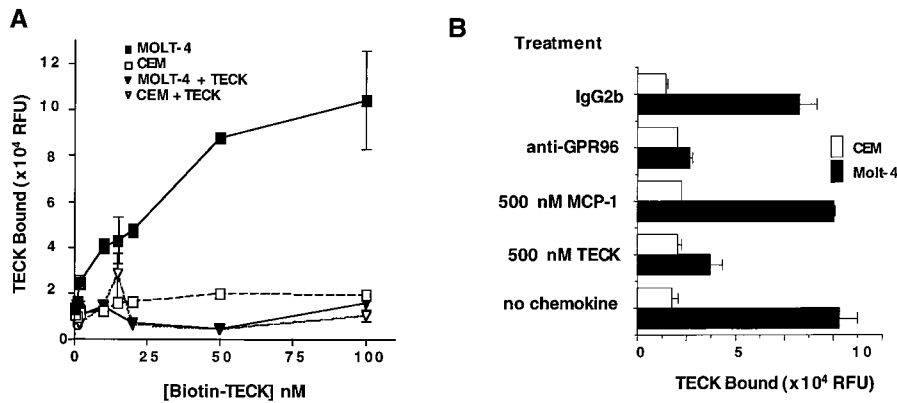 A
MOLT-4
CEM
MOLT-4 + TECK
CEM + TECK
TECK Bound (x10⁴ RFU)
12
10
8
6
4
2
0
0 25 50 75 100
[Biotin-TECK] nM
B
Treatment
IgG2b
anti-GPR96
500 nM MCP-1
500 nM TECK
no chemokine
CEM
Molt-4
0 5 10
TECK Bound (x10⁴ RFU)